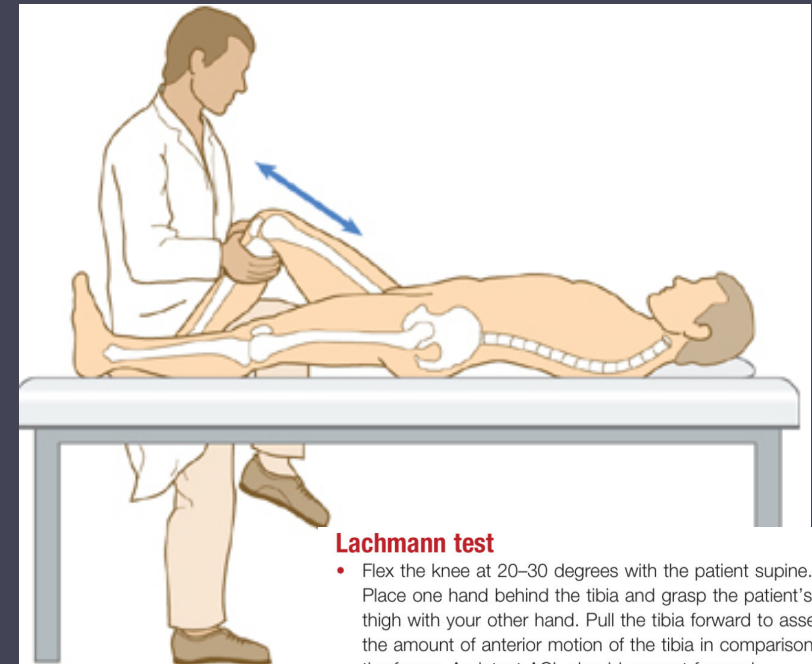 Lachmann test
• Flex the knee at 20–30 degrees with the patient supine.
Place one hand behind the tibia and grasp the patient's
thigh with your other hand. Pull the tibia forward to asse
the amount of anterior motion of the tibia in comparison